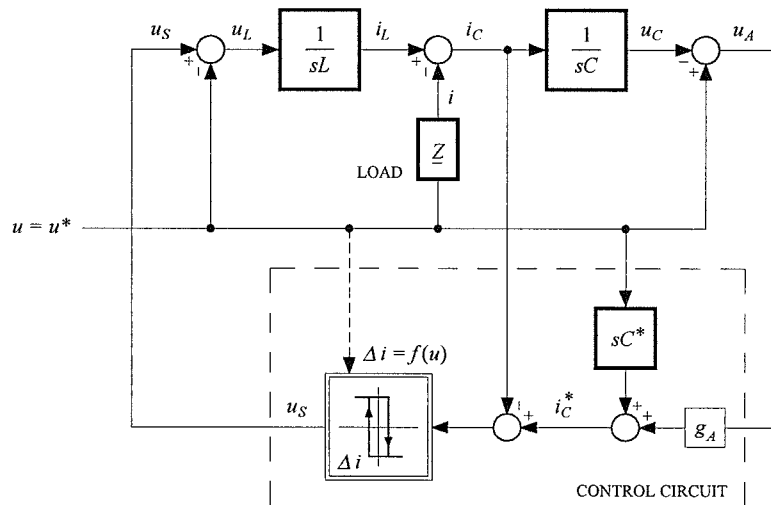 u_S
u_L
1
sL
i_L
i_C
1
sC
u_C
u_A
+
-
+
-
-
+
i
Z
LOAD
u = u*
sC*
Δi = f(u)
u_S
Δi
-
+
i_C*
+
+
g_A
CONTROL CIRCUIT